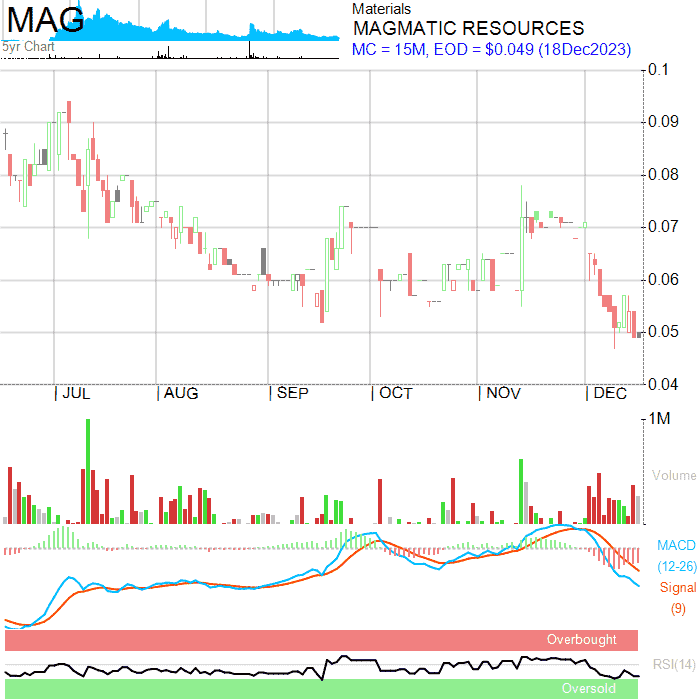 MAG
5yr Chart
Materials
MAGMATIC RESOURCES
MC = 15M, EOD = $0.049 (18Dec2023)
0.1
0.09
0.08
0.07
0.06
0.05
0.04
JUL
AUG
SEP
OCT
NOV
DEC
1M
Volume
MACD
(12-26)
Signal
(9)
Overbought
RSI(14)
Oversold